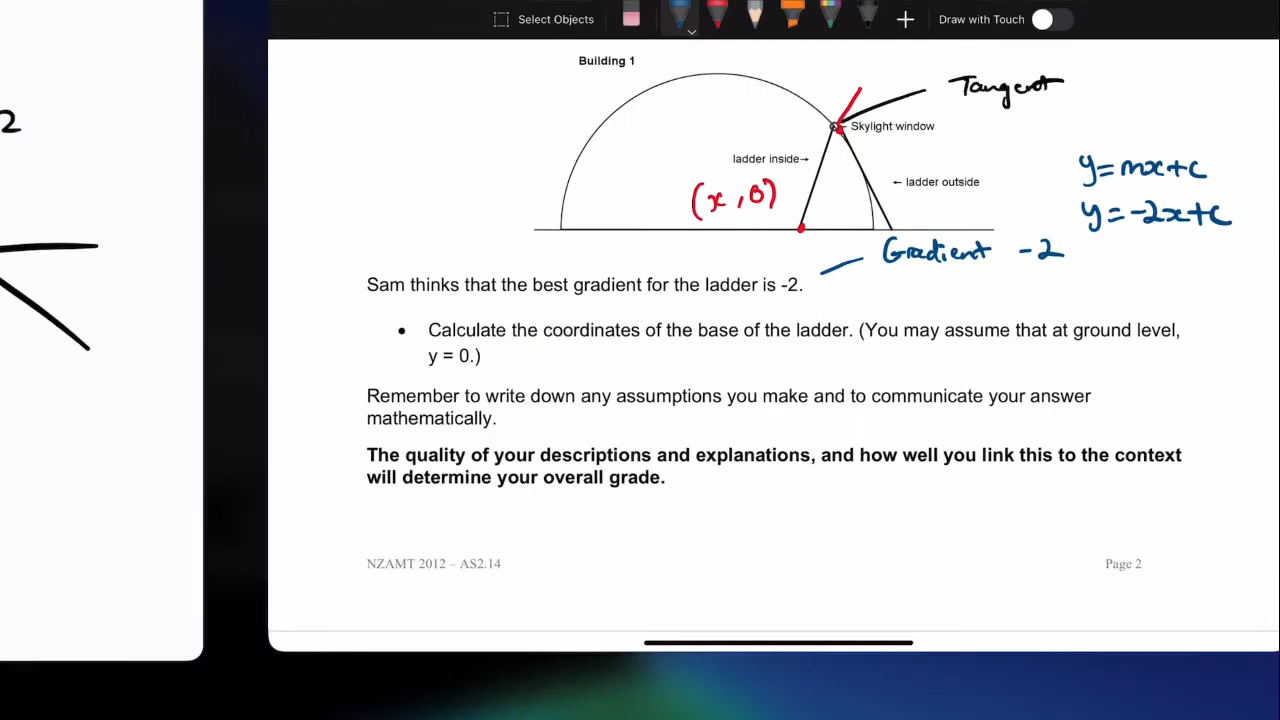 Select Objects
Draw with Touch
Building 1
Tangent
Skylight window
ladder inside→
(x, 0)
← ladder outside
y=mx+c
y=-2x+c
Gradient -2
2
Sam thinks that the best gradient for the ladder is -2.
• Calculate the coordinates of the base of the ladder. (You may assume that at ground level,
y = 0.)
Remember to write down any assumptions you make and to communicate your answer
mathematically.
The quality of your descriptions and explanations, and how well you link this to the context
will determine your overall grade.
NZAMT 2012 – AS2.14
Page 2